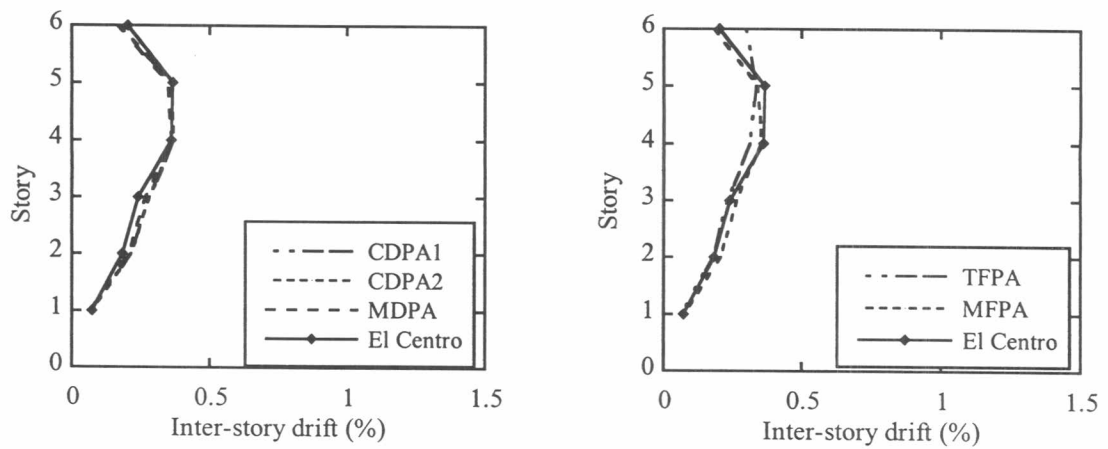 6
5
4
3
2
1
0
Story
CDPA1
CDPA2
MDPA
El Centro
0 0.5 1 1.5
Inter-story drift (%)
6
5
4
3
2
1
0
Story
TFPA
MFPA
El Centro
0 0.5 1 1.5
Inter-story drift (%)